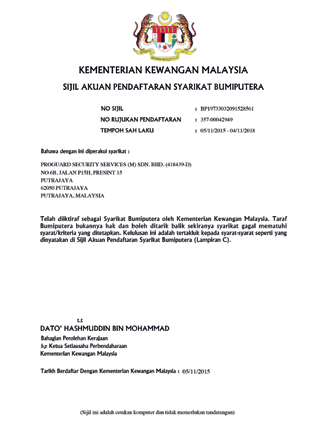 KEMENTERIAN KEWANGAN MALAYSIA
SIJIL AKUAN PENDAFTARAN SYARIKAT BUMIPUTERA
NO SIJIL : BP19733032091528561
NO RUJUKAN PENDAFTARAN : 357-00042949
TEMPOH SAH LAKU : 05/11/2015 - 04/11/2018
Bahawa dengan ini diperakui syarikat :
PROGUARD SECURITY SERVICES (M) SDN. BHD. (418439-D)
NO 6B, JALAN P15H, PRESINT 15
PUTRAJAYA
62050 PUTRAJAYA
PUTRAJAYA, MALAYSIA
Telah diiktiraf sebagai Syarikat Bumiputera oleh Kementerian Kewangan Malaysia. Taraf
Bumiputera bukannya hak dan boleh ditarik balik sekiranya syarikat gagal mematuhi
syarat/kriteria yang ditetapkan. Kelulusan ini adalah tertakluk kepada syarat-syarat seperti yang
dinyatakan di Sijil Akuan Pendaftaran Syarikat Bumiputera (Lampiran C).
t.t
DATO' HASHMUDDIN BIN MOHAMMAD
Bahagian Perolehan Kerajaan
b.p Ketua Setiausaha Perbendaharaan
Kementerian Kewangan Malaysia
Tarikh Berdaftar Dengan Kementerian Kewangan Malaysia : 05/11/2015
(Sijil ini adalah cetakan komputer dan tidak memerlukan tandatangan)